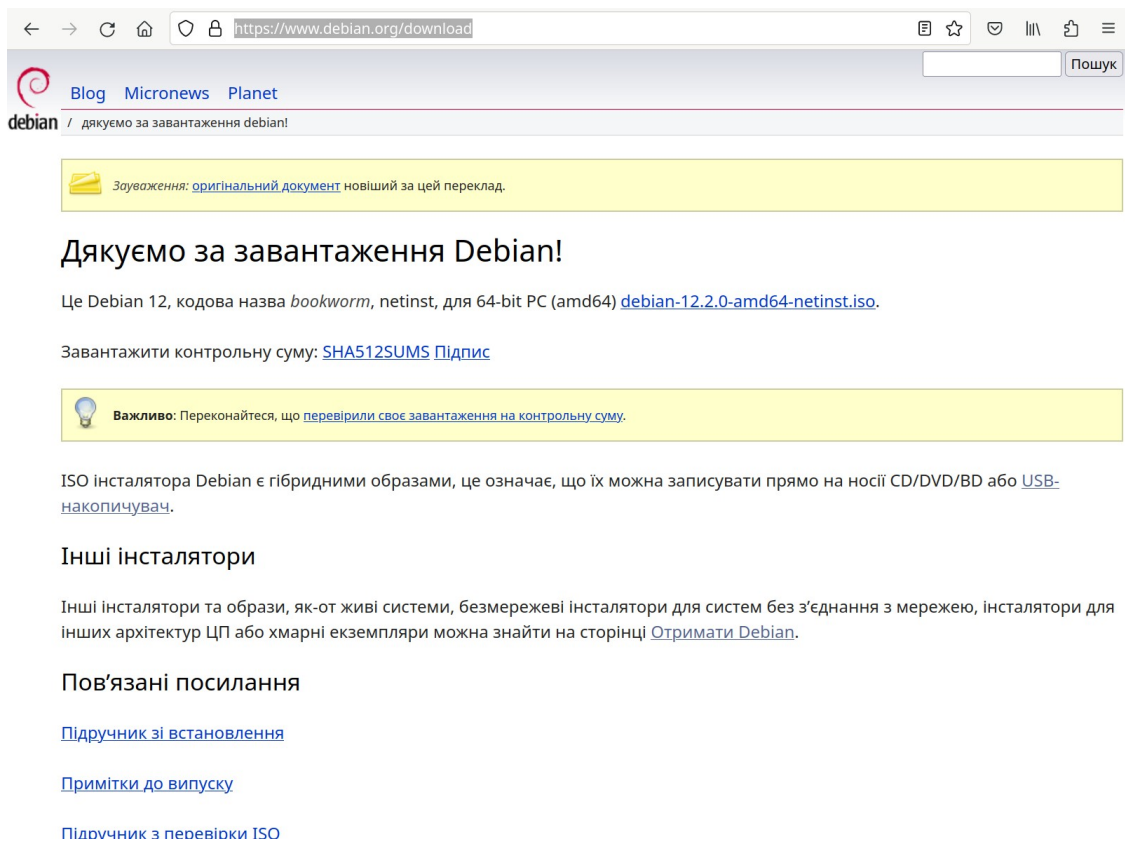 https://www.debian.org/download
Пошук
Blog Micronews Planet
debian / дякуємо за завантаження debian!
Зауваження: оригінальний документ новіший за цей переклад.
Дякуємо за завантаження Debian!
Це Debian 12, кодова назва bookworm, netinst, для 64-bit PC (amd64) debian-12.2.0-amd64-netinst.iso.
Завантажити контрольну суму: SHA512SUMS Підпис
Важливо: Переконайтеся, що перевірили своє завантаження на контрольну суму.
ISO інсталятора Debian є гібридними образами, це означає, що їх можна записувати прямо на носії CD/DVD/BD або USB-
накопичувач.
Інші інсталятори
Інші інсталятори та образи, як-от живі системи, безмережеві інсталятори для систем без з’єднання з мережею, інсталятори для
інших архітектур ЦП або хмарні екземпляри можна знайти на сторінці Отримати Debian.
Пов’язані посилання
Підручник зі встановлення
Примітки до випуску
Підручник з перевірки ISO